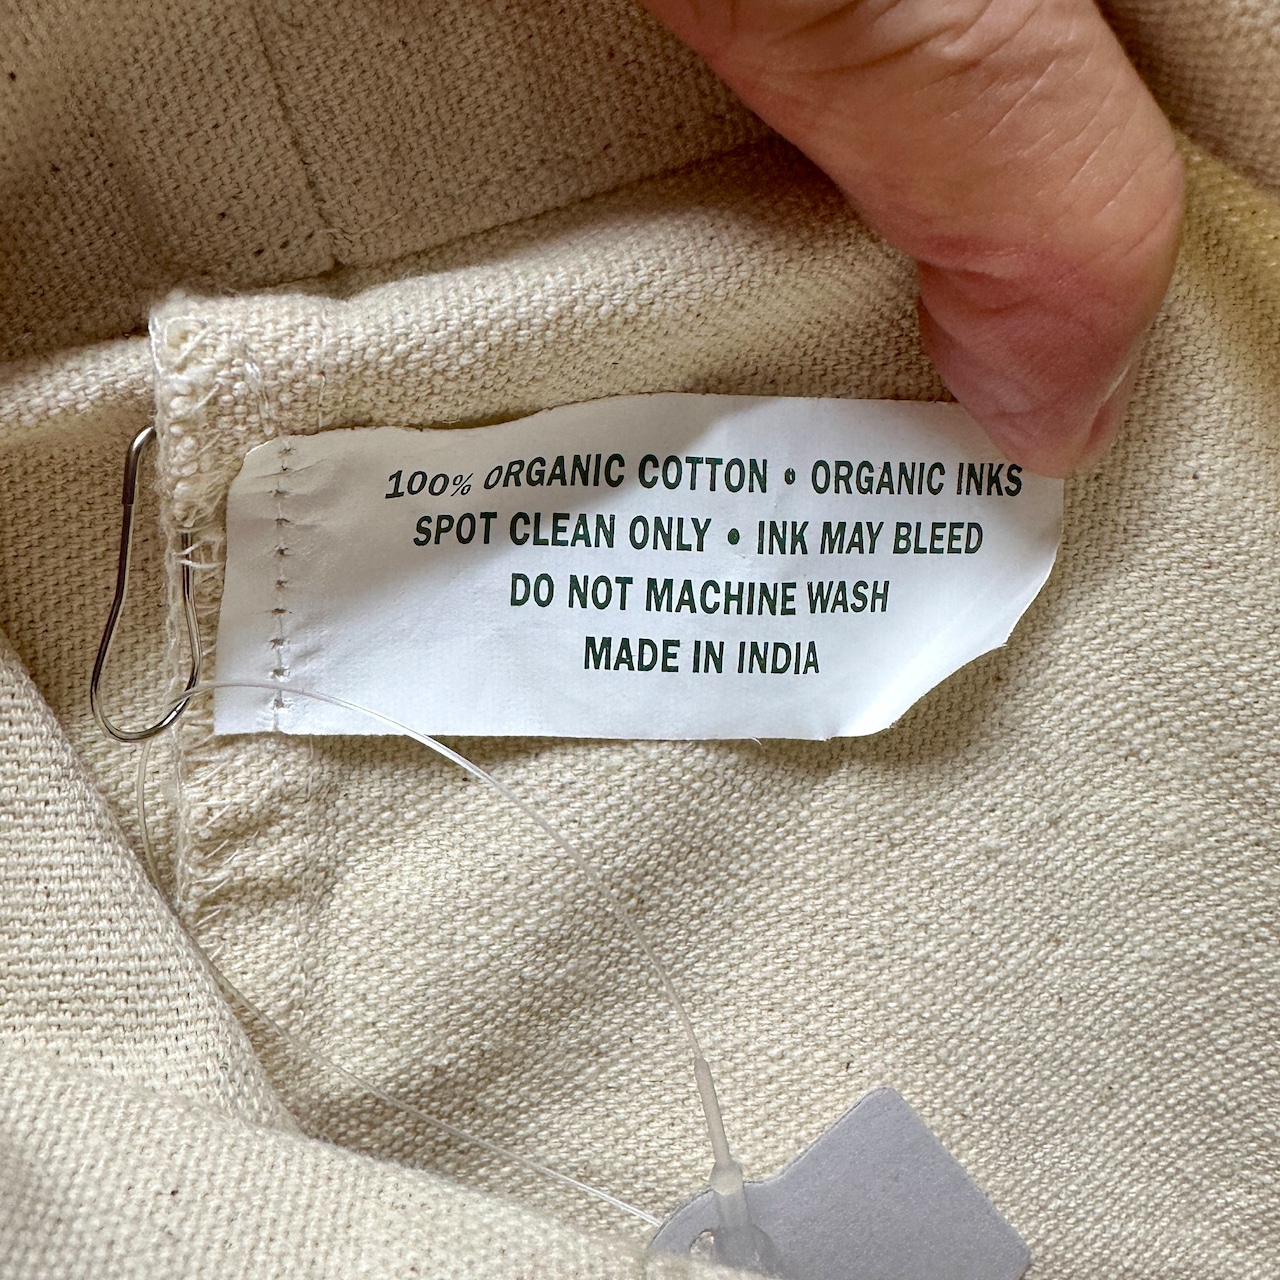 100% ORGANIC COTTON • ORGANIC INKS
SPOT CLEAN ONLY • INK MAY BLEED
DO NOT MACHINE WASH
MADE IN INDIA